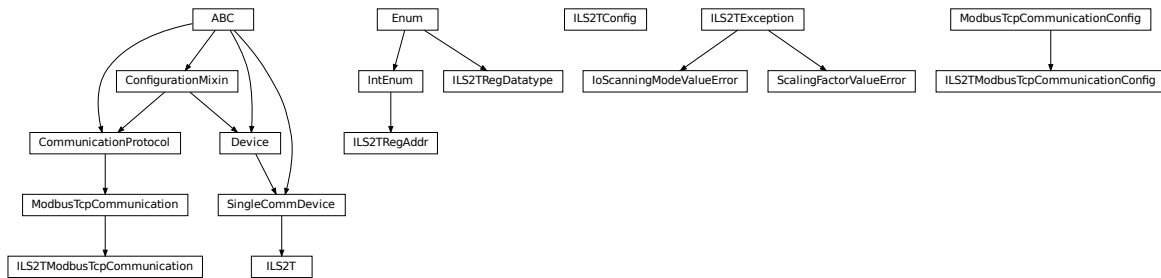 ABC
Enum
ILS2TConfig
ILS2TException
ModbusTcpCommunicationConfig
ConfigurationMixin
IntEnum
ILS2TRegDatatype
IoScanningModeValueError
ScalingFactorValueError
ILS2TModbusTcpCommunicationConfig
CommunicationProtocol
Device
ILS2TRegAddr
ModbusTcpCommunication
SingleCommDevice
ILS2TModbusTcpCommunication
ILS2T